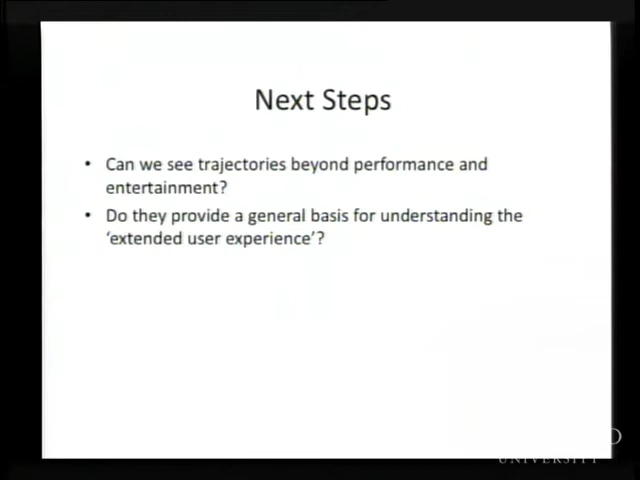 Next Steps
• Can we see trajectories beyond performance and
entertainment?
• Do they provide a general basis for understanding the
‘extended user experience’?
UNIVERSITY